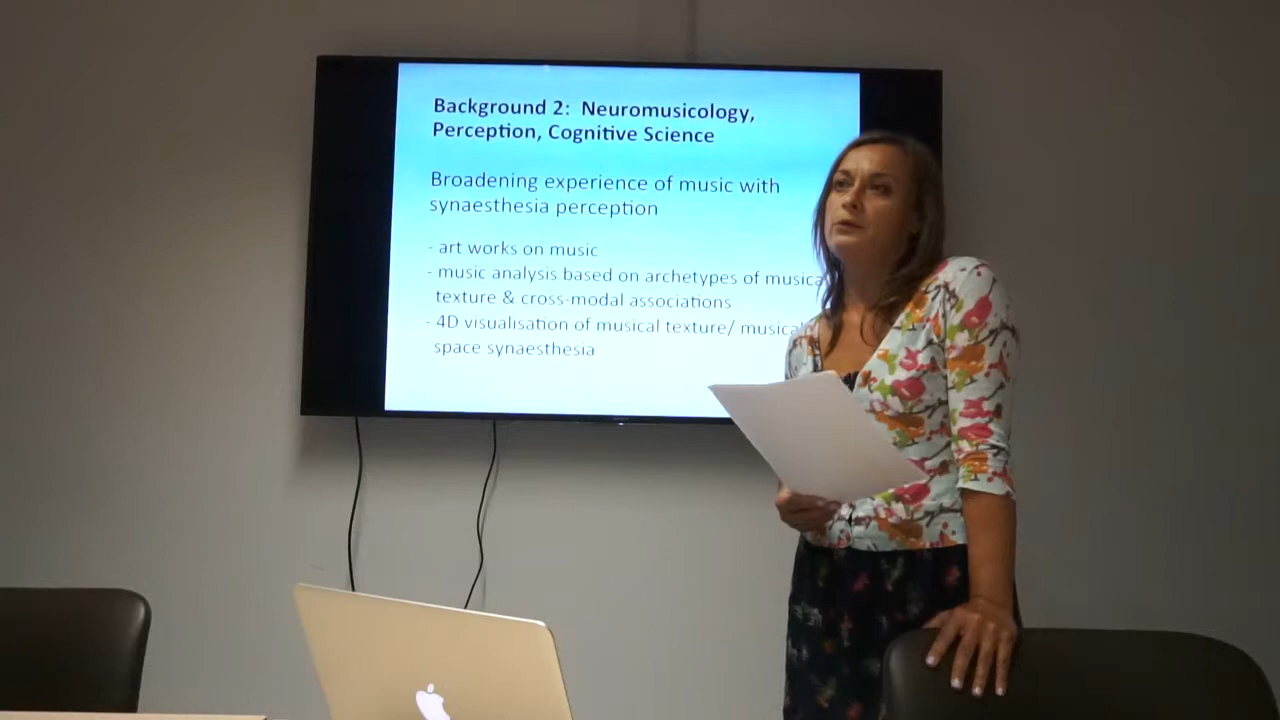 Background 2: Neuromusicology,
Perception, Cognitive Science
Broadening experience of music with
synaesthesia perception
- art works on music
- music analysis based on archetypes of musica
texture & cross-modal associations
- 4D visualisation of musical texture/ musical
space synaesthesia